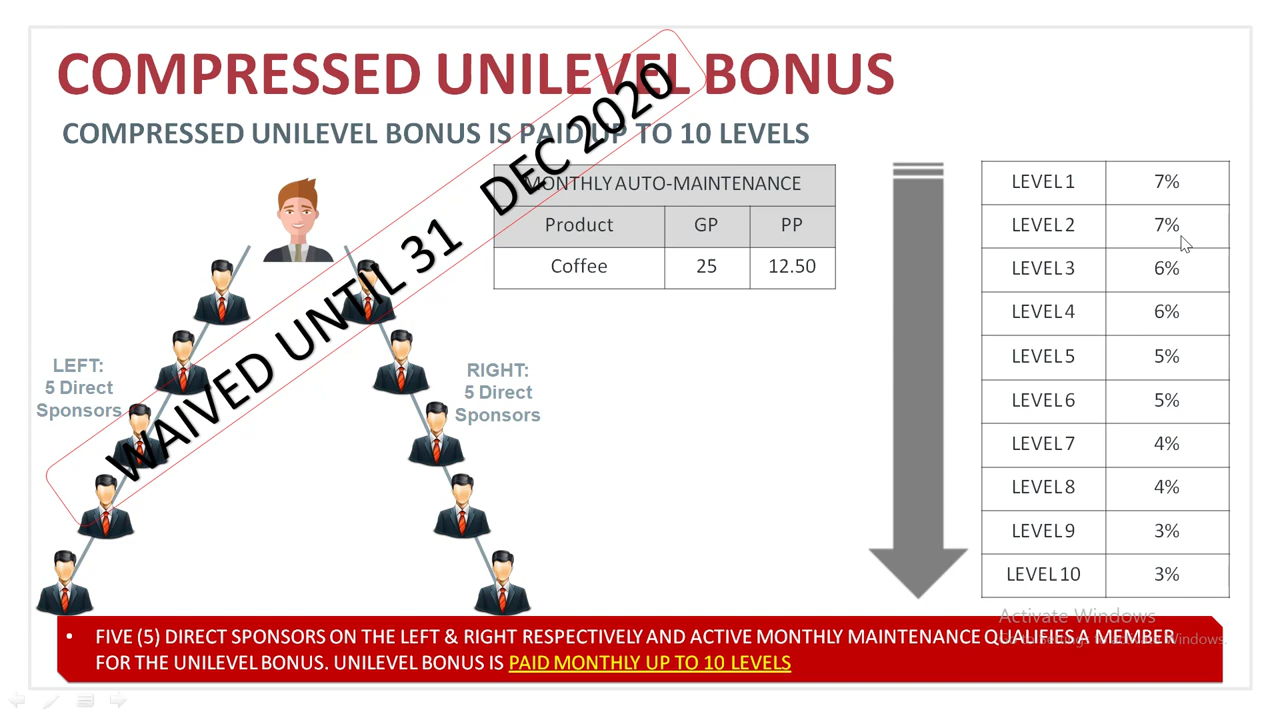 COMPRESSED UNILEVEL BONUS
COMPRESSED UNILEVEL BONUS IS PAID UP TO 10 LEVELS
WAIVED UNTIL 31 DEC 2020
MONTHLY AUTO-MAINTENANCE
Product GP PP
Coffee 25 12.50
LEFT:
5 Direct
Sponsors
RIGHT:
5 Direct
Sponsors
LEVEL 1 7%
LEVEL 2 7%
LEVEL 3 6%
LEVEL 4 6%
LEVEL 5 5%
LEVEL 6 5%
LEVEL 7 4%
LEVEL 8 4%
LEVEL 9 3%
LEVEL 10 3%
Activate Windows
Windows.
• FIVE (5) DIRECT SPONSORS ON THE LEFT & RIGHT RESPECTIVELY AND ACTIVE MONTHLY MAINTENANCE QUALIFIES A MEMBER
FOR THE UNILEVEL BONUS. UNILEVEL BONUS IS PAID MONTHLY UP TO 10 LEVELS